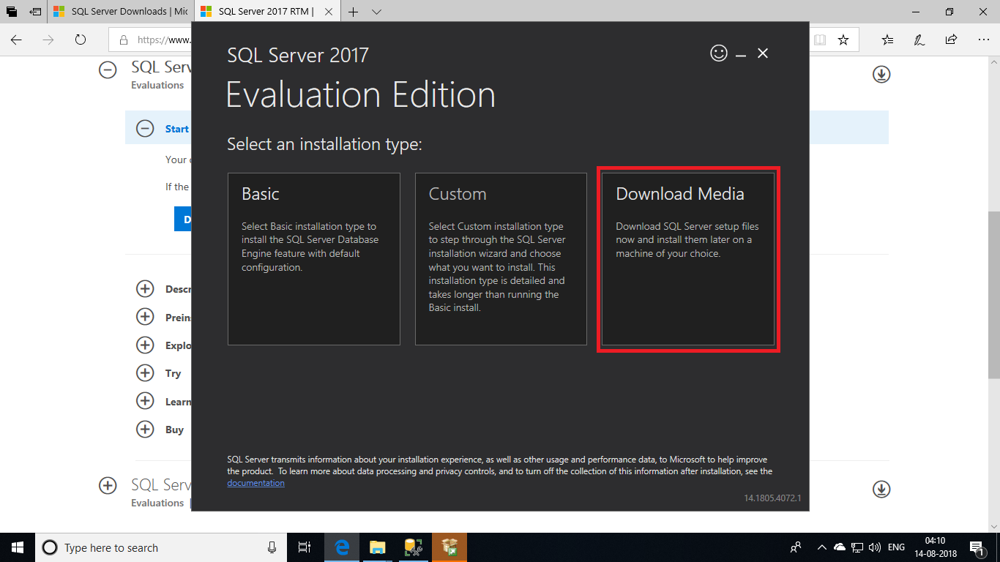 SQL Server Downloads | Mic
SQL Server 2017 RTM |
https://www.
SQL Serv
Evaluations
Start
Your
If the
D
Descr
Preins
Explo
Try
Learn
Buy
SQL Serv
Evaluations
SQL Server 2017
Evaluation Edition
Select an installation type:
Basic
Select Basic installation type to
install the SQL Server Database
Engine feature with default
configuration.
Custom
Select Custom installation type
to step through the SQL Server
installation wizard and choose
what you want to install. This
installation type is detailed and
takes longer than running the
Basic install.
Download Media
Download SQL Server setup files
now and install them later on a
machine of your choice.
SQL Server transmits information about your installation experience, as well as other usage and performance data, to Microsoft to help improve
the product. To learn more about data processing and privacy controls, and to turn off the collection of this information after installation, see the
documentation
14.1805.4072.1
Type here to search
ENG
04:10
14-08-2018
1